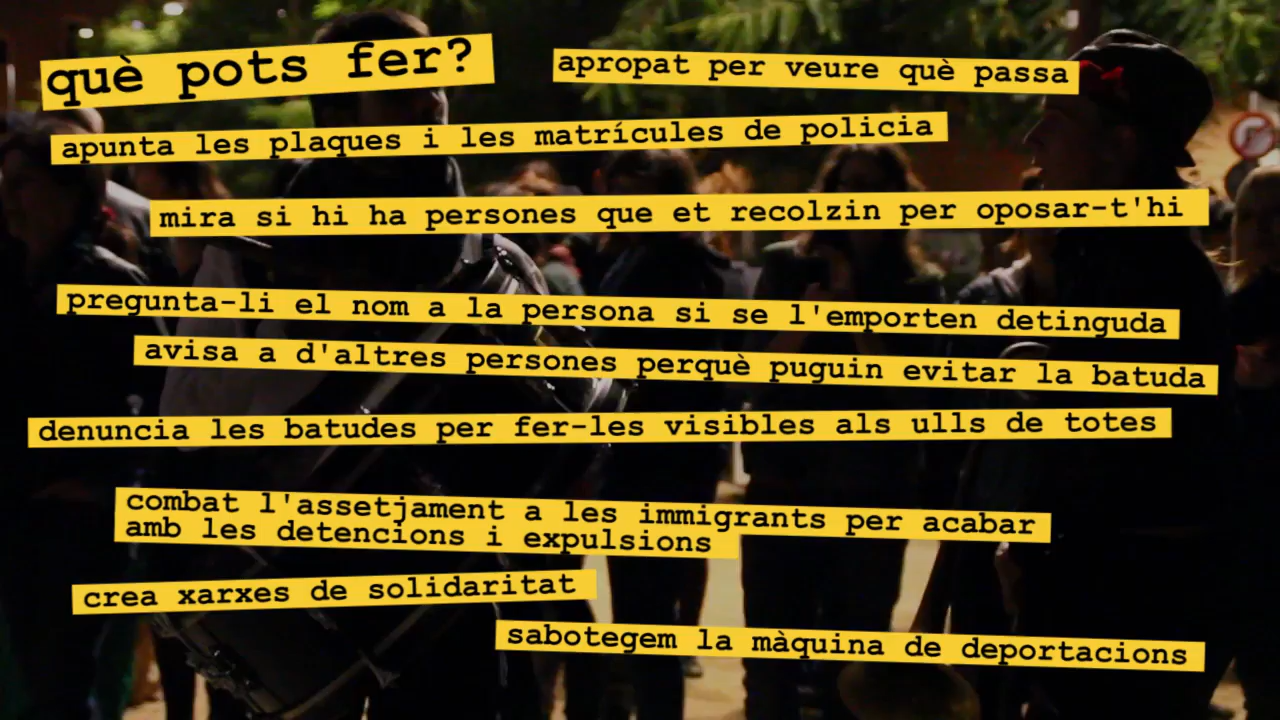 què pots fer?
apropat per veure què passa
apunta les plaques i les matrícules de policia
mira si hi ha persones que et recolzin per oposar-t'hi
pregunta-li el nom a la persona si se l'emporten detinguda
avisa a d'altres persones perquè puguin evitar la batuda
denuncia les batudes per fer-les visibles als ulls de totes
combat l'assetjament a les immigrants per acabar
amb les detencions i expulsions
crea xarxes de solidaritat
sabotegem la màquina de deportacions